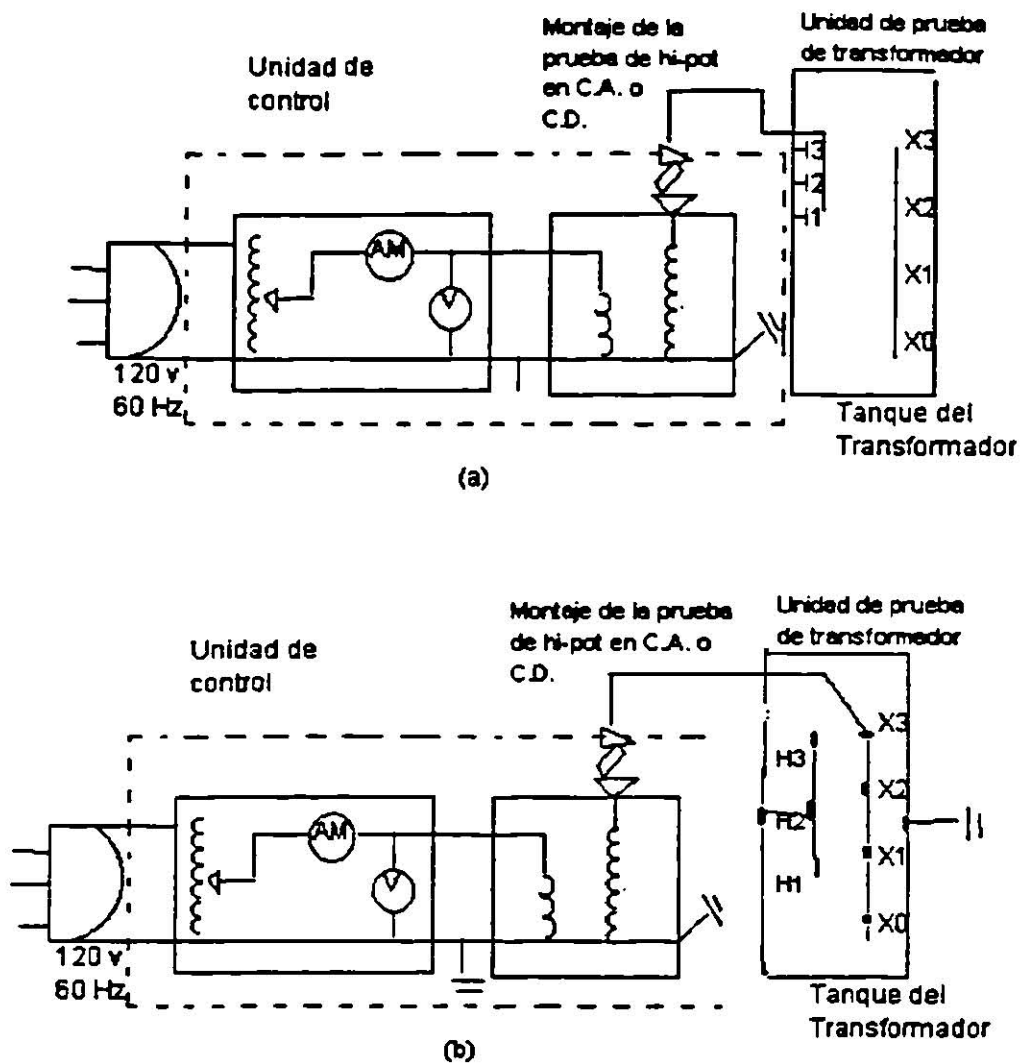 Unidad de
control
Montaje de la
prueba de hi-pot
en C.A. o
C.D.
Unidad de prueba
de transformador
AM
V
H3
H2
H1
X3
X2
X1
X0
120 v
60 Hz
Tanque del
Transformador
(a)
Unidad de
control
Montaje de la prueba
de hi-pot en C.A. o
C.D.
Unidad de prueba
de transformador
AM
V
H3
H2
H1
X3
X2
X1
X0
120 v
60 Hz
Tanque del
Transformador
(b)